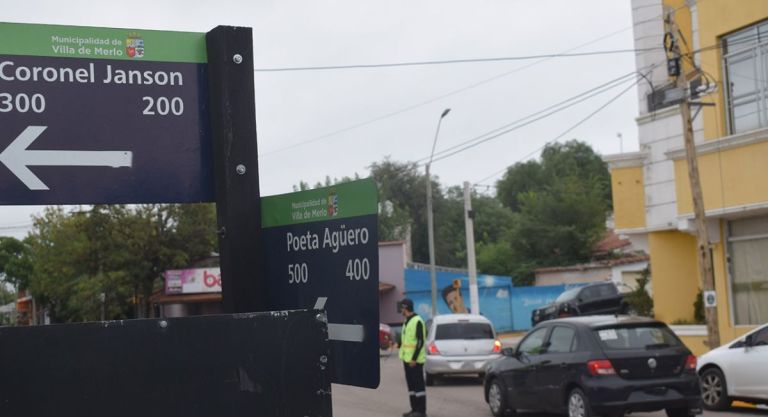 Municipalidad de
Villa de Merlo
Coronel Janson
300 200
Municipalidad de
Villa de Merlo
Poeta Agüero
500 400